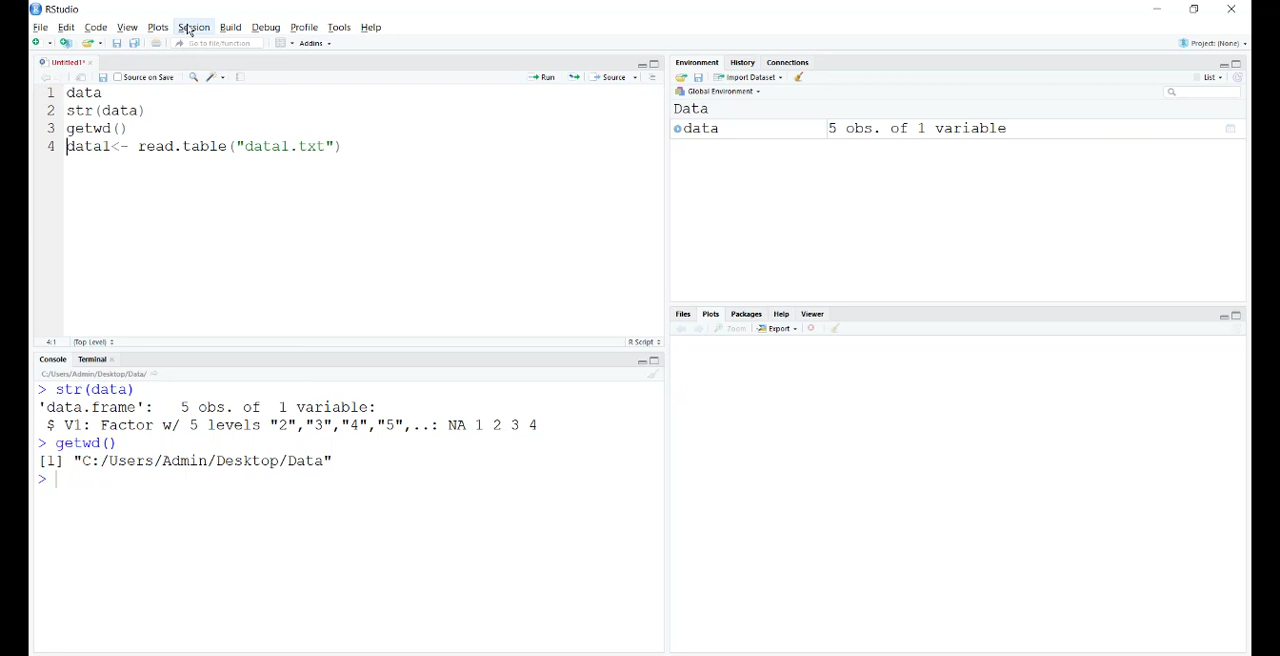 RStudio
File Edit Code View Plots Session Build Debug Profile Tools Help
Go to file/function Addins Project: (None)
Untitled1*
Source on Save Run Source
1 data
2 str(data)
3 getwd()
4 data1<- read.table("data1.txt")
4:1 (Top Level) R Script
Console Terminal
C:/Users/Admin/Desktop/Data/
> str(data)
'data.frame': 5 obs. of 1 variable:
$ V1: Factor w/ 5 levels "2","3","4","5",..: NA 1 2 3 4
> getwd()
[1] "C:/Users/Admin/Desktop/Data"
>
Environment History Connections
Import Dataset List
Global Environment
Data
data 5 obs. of 1 variable
Files Plots Packages Help Viewer
Zoom Export